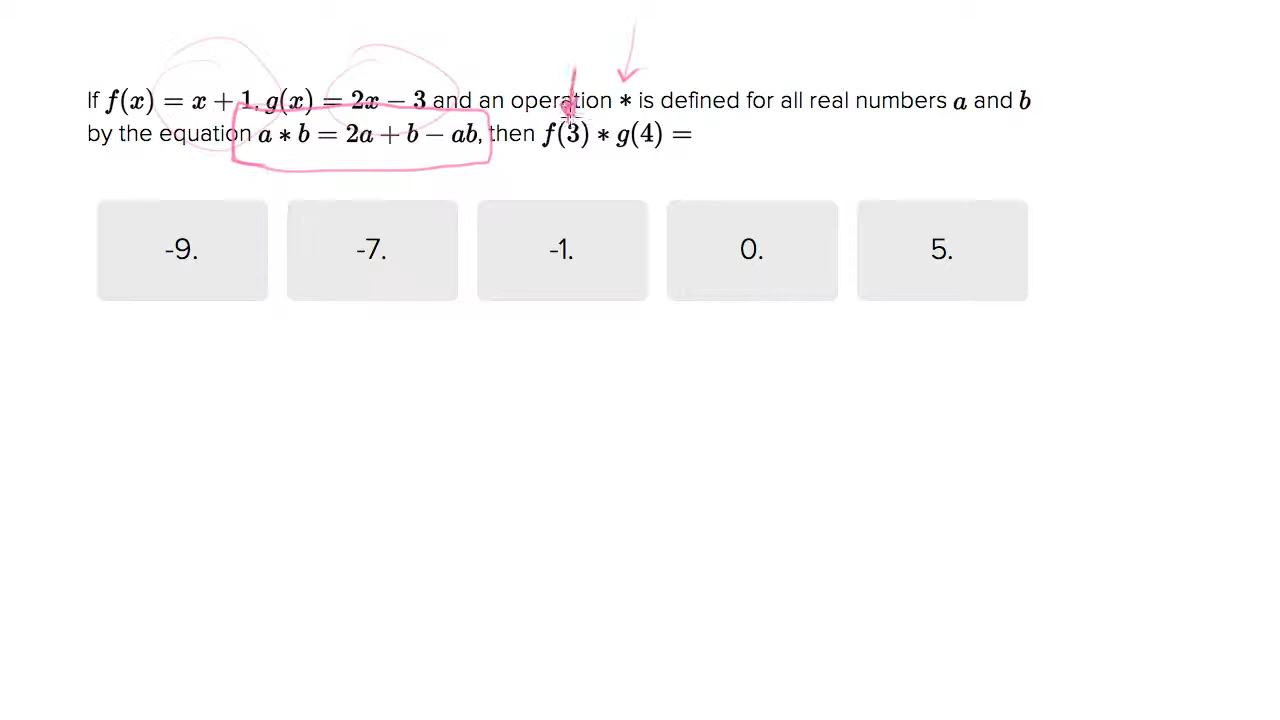 If f(x) = x + 1, g(x) = 2x − 3 and an operation * is defined for all real numbers a and b
by the equation a * b = 2a + b − ab, then f(3) * g(4) =
-9. -7. -1. 0. 5.